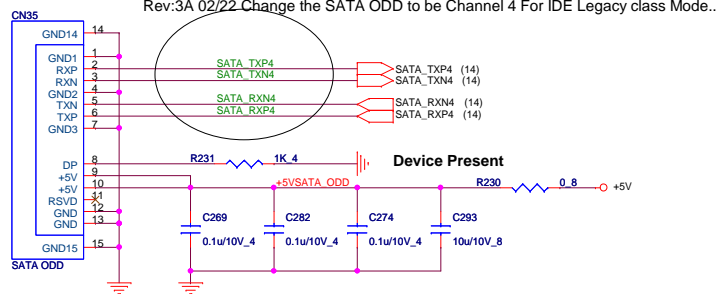 Rev:3A 02/22 Change the SATA ODD to be Channel 4 For IDE Legacy class Mode..
CN35
GND14 14
GND1 1
RXP 2 SATA_TXP4 SATA_TXP4 (14)
RXN 3 SATA_TXN4 SATA_TXN4 (14)
GND2 4
TXN 5 SATA_RXN4 SATA_RXN4 (14)
TXP 6 SATA_RXP4 SATA_RXP4 (14)
GND3 7
DP 8 R231 1K_4 Device Present
+5V 9
+5V 10 +5VSATA_ODD R230 0_8 +5V
RSVD 11
GND 12
GND 13
C269 C282 C274 C293
0.1u/10V_4 0.1u/10V_4 0.1u/10V_4 10u/10V_8
GND15 15
SATA ODD